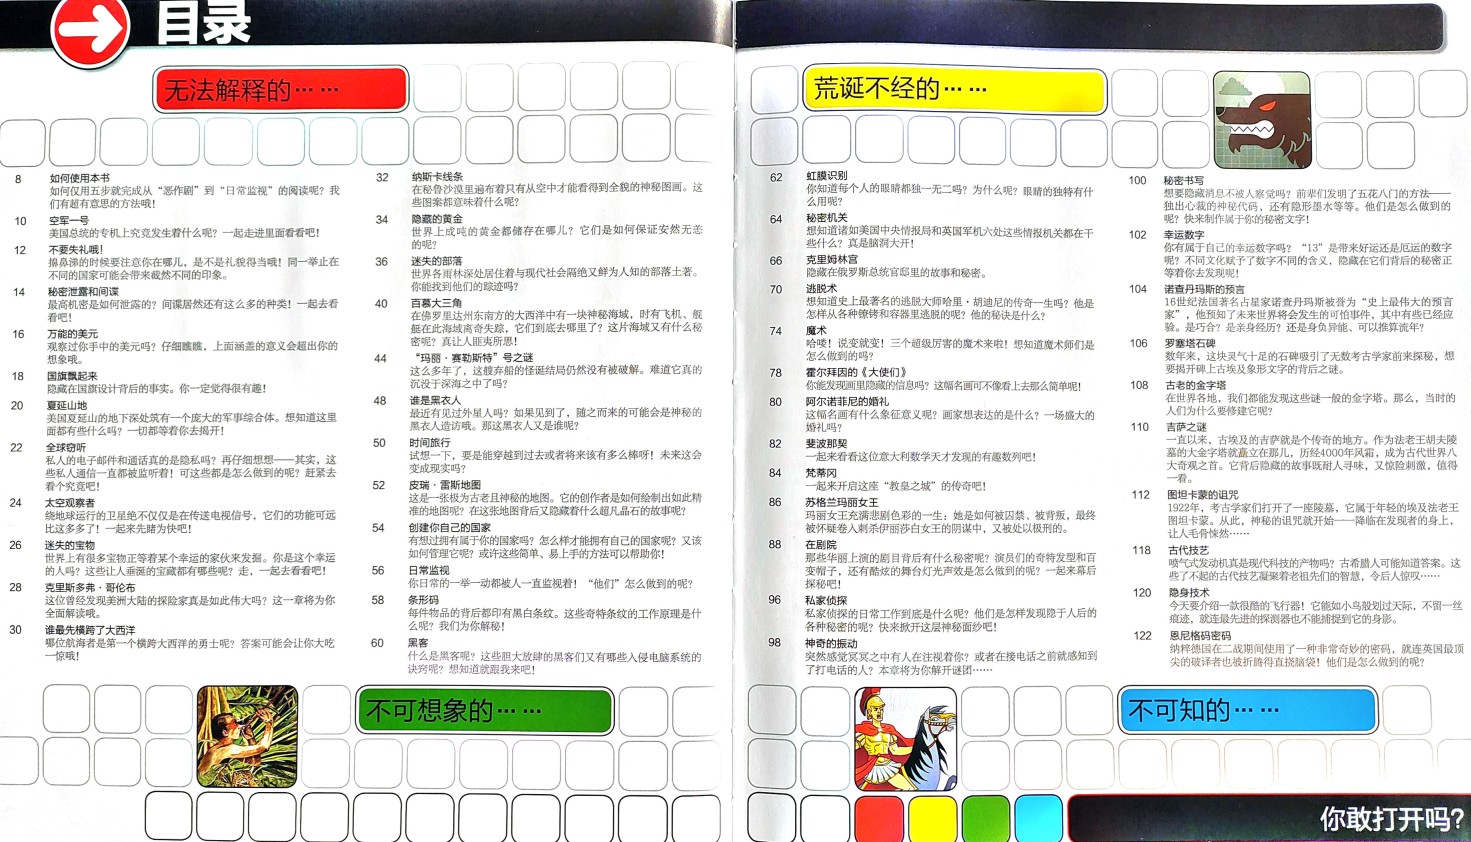 目录
无法解释的……
8 如何使用本书
如何仅用五步就完成从“恶作剧”到“日常监视”的阅读呢？我
们有超有意思的方法哦！
10 空军一号
美国总统的专机上究竟发生着什么呢？一起走进里面看看吧！
12 不要失礼哦！
擤鼻涕的时候要注意你在哪儿，是不是礼貌得当哦！同一举止在
不同的国家可能会带来截然不同的印象。
14 秘密泄露和间谍
最高机密是如何泄露的？间谍居然还有这么多的种类！一起去看
看吧！
16 万能的美元
观察过你手中的美元吗？仔细瞧瞧，上面涵盖的意义会超出你的
想象哦。
18 国旗飘起来
隐藏在国旗设计背后的事实。你一定觉得很有趣！
20 夏延山地
美国夏延山的地下深处筑有一个庞大的军事综合体。想知道这里
面都有些什么吗？一切都等着你去揭开！
22 全球窃听
私人的电子邮件和通话真的是隐私吗？再仔细想想——其实，这
些私人通信一直都被监听着！可这些都是怎么做到的呢？赶紧去
看个究竟吧！
24 太空观察者
绕地球运行的卫星绝不仅仅是在传送电视信号，它们的功能可远
比这多多了！一起来先睹为快吧！
26 迷失的宝物
世界上有很多宝物正等着某个幸运的家伙来发掘。你是这个幸运
的人吗？这些让人垂涎的宝藏都有哪些呢？走，一起去看看吧！
28 克里斯多弗·哥伦布
这位曾经发现美洲大陆的探险家真是如此伟大吗？这一章将为你
全面解读哦。
30 谁最先横跨了大西洋
哪位航海者是第一个横跨大西洋的勇士呢？答案可能会让你大吃
一惊哦！
32 纳斯卡线条
在秘鲁沙漠里遍布着只有从空中才能看得到全貌的神秘图画。这
些图案都意味着什么呢？
34 隐藏的黄金
世界上成吨的黄金都储存在哪儿？它们是如何保证安然无恙
的呢？
36 迷失的部落
世界各雨林深处居住着与现代社会隔绝又鲜为人知的部落土著。
你能找到他们的踪迹吗？
40 百慕大三角
在佛罗里达州东南方的大西洋中有一块神秘海域，时有飞机、舰
艇在此海域离奇失踪，它们到底去哪里了？这片海域又有什么秘
密呢？真让人匪夷所思！
44 “玛丽·赛勒斯特”号之谜
这么多年了，这艘弃船的怪诞结局仍然没有被破解。难道它真的
沉没于深海之中了吗？
48 谁是黑衣人
最近有见过外星人吗？如果见到了，随之而来的可能会是神秘的
黑衣人造访哦。那这黑衣人又是谁呢？
50 时间旅行
试想一下，要是能穿越到过去或者将来该有多么棒呀！未来这会
变成现实吗？
52 皮瑞·雷斯地图
这是一张极为古老且神秘的地图。它的创作者是如何绘制出如此精
准的地图呢？在这张地图背后又隐藏着什么超凡晶石的故事呢？
54 创建你自己的国家
有想过拥有属于你的国家吗？怎么样才能拥有自己的国家呢？又该
如何管理它呢？或许这些简单、易上手的方法可以帮助你！
56 日常监视
你日常的一举一动都被人一直监视着！“他们”怎么做到的呢？
58 条形码
每件物品的背后都印有黑白条纹。这些奇特条纹的工作原理是什
么呢？我们为你解秘！
60 黑客
什么是黑客呢？这些胆大放肆的黑客们又有哪些入侵电脑系统的
诀窍呢？想知道就跟我来吧！
不可想象的……
荒诞不经的……
62 虹膜识别
你知道每个人的眼睛都独一无二吗？为什么呢？眼睛的独特有什
么用呢？
64 秘密机关
想知道诸如美国中央情报局和英国军机六处这些情报机关都在干
些什么？真是脑洞大开！
66 克里姆林宫
隐藏在俄罗斯总统官邸里的故事和秘密。
70 逃脱术
想知道史上最著名的逃脱大师哈里·胡迪尼的传奇一生吗？他是
怎样从各种镣铐和容器里逃脱的呢？他的秘诀是什么？
74 魔术
哈喽！说变就变！三个超级厉害的魔术来啦！想知道魔术师们是
怎么做到的吗？
78 霍尔拜因的《大使们》
你能发现画里隐藏的信息吗？这幅名画可不像看上去那么简单呢！
80 阿尔诺菲尼的婚礼
这幅名画有什么象征意义呢？画家想表达的是什么？一场盛大的
婚礼吗？
82 斐波那契
一起来看看这位意大利数学天才发现的有趣数列吧！
84 梵蒂冈
一起来开启这座“教皇之城”的传奇吧！
86 苏格兰玛丽女王
玛丽女王充满悲剧色彩的一生：她是如何被囚禁、被背叛，最终
被怀疑卷入刺杀伊丽莎白女王的阴谋中，又被处以极刑的。
88 在剧院
那些华丽上演的剧目背后有什么秘密呢？演员们的奇特发型和百
变帽子，还有酷炫的舞台灯光声效是怎么做到的呢？一起来幕后
探秘吧！
96 私家侦探
私家侦探的日常工作到底是什么呢？他们是怎样发现隐于人后的
各种秘密的呢？快来掀开这层神秘面纱吧！
98 神奇的振动
突然感觉冥冥之中有人在注视着你？或者在接电话之前就感知到
了打电话的人？本章将为你解开谜团……
100 秘密书写
想要隐藏消息不被人察觉吗？前辈们发明了五花八门的方法——
独出心裁的神秘代码，还有隐形墨水等等。他们是怎么做到的
呢？快来制作属于你的秘密文字！
102 幸运数字
你有属于自己的幸运数字吗？“13”是带来好运还是厄运的数字
呢？不同文化赋予了数字不同的含义，隐藏在它们背后的秘密正
等着你去发现呢！
104 诺查丹玛斯的预言
16世纪法国著名占星家诺查丹玛斯被誉为“史上最伟大的预言
家”，他预知了未来世界将会发生的可怕事件，其中有些已经应
验。是巧合？是亲身经历？还是身负异能、可以推算流年？
106 罗塞塔石碑
数年来，这块灵气十足的石碑吸引了无数考古学家前来探秘，想
要揭开碑上古埃及象形文字的背后之谜。
108 古老的金字塔
在世界各地，我们都能发现这些谜一般的金字塔。那么，当时的
人们为什么要修建它呢？
110 吉萨之谜
一直以来，古埃及的吉萨就是个传奇的地方。作为法老王胡夫陵
墓的大金字塔就矗立在那儿，历经4000年风霜，成为古代世界八
大奇观之首。它背后隐藏的故事既耐人寻味，又惊险刺激，值得
一看。
112 图坦卡蒙的诅咒
1922年，考古学家们打开了一座陵墓，它属于年轻的埃及法老王
图坦卡蒙。从此，神秘的诅咒就开始一一降临在发现者的身上，
让人毛骨悚然……
118 古代技艺
喷气式发动机真是现代科技的产物吗？古希腊人可能知道答案。这
些了不起的古代技艺凝聚着老祖先们的智慧，令后人惊叹……
120 隐身技术
今天要介绍一款很酷的飞行器！它能如小鸟般划过天际，不留一丝
痕迹，就连最先进的探测器也不能捕捉到它的身影。
122 恩尼格码密码
纳粹德国在二战期间使用了一种非常奇妙的密码，就连英国最顶
尖的破译者也被折腾得直挠脑袋！他们是怎么做到的呢？
不可知的……
你敢打开吗？